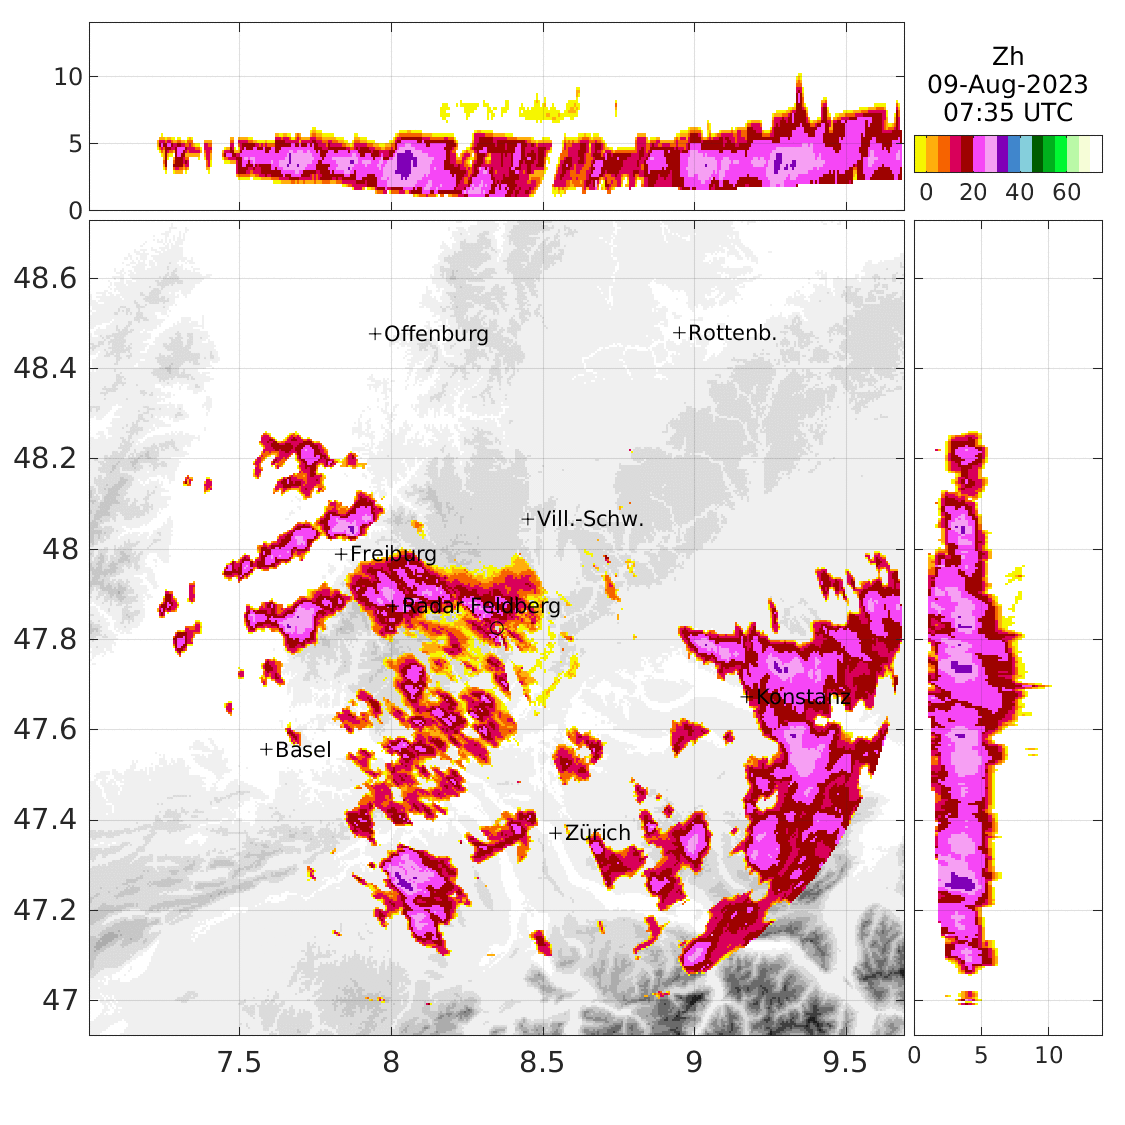 10
5
0
Zh
09-Aug-2023
07:35 UTC
0 20 40 60
48.6
48.4
48.2
48
47.8
47.6
47.4
47.2
47
+Offenburg
+Rottenb.
+Vill.-Schw.
+Freiburg
+Radar Feldberg
+Konstanz
+Basel
+Zürich
7.5 8 8.5 9 9.5
0 5 10